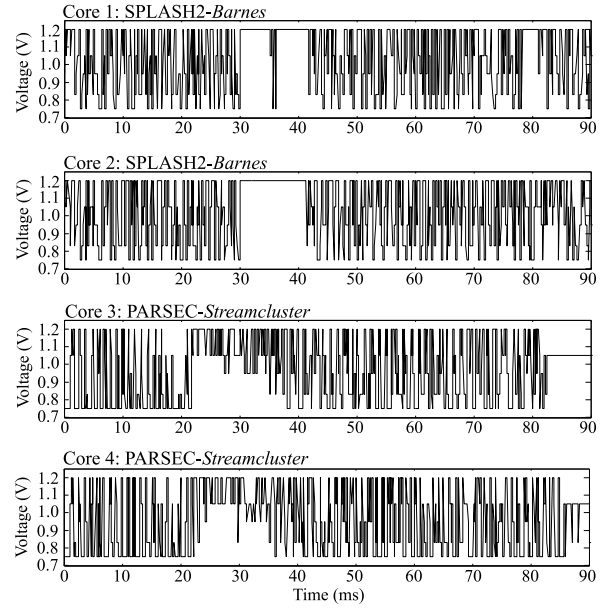 Core 1: SPLASH2-Barnes
Voltage (V)
1.2
1.1
1.0
0.9
0.8
0.7
0 10 20 30 40 50 60 70 80 90
Core 2: SPLASH2-Barnes
Voltage (V)
1.2
1.1
1.0
0.9
0.8
0.7
0 10 20 30 40 50 60 70 80 90
Core 3: PARSEC-Streamcluster
Voltage (V)
1.2
1.1
1.0
0.9
0.8
0.7
0 10 20 30 40 50 60 70 80 90
Core 4: PARSEC-Streamcluster
Voltage (V)
1.2
1.1
1.0
0.9
0.8
0.7
0 10 20 30 40 50 60 70 80 90
Time (ms)